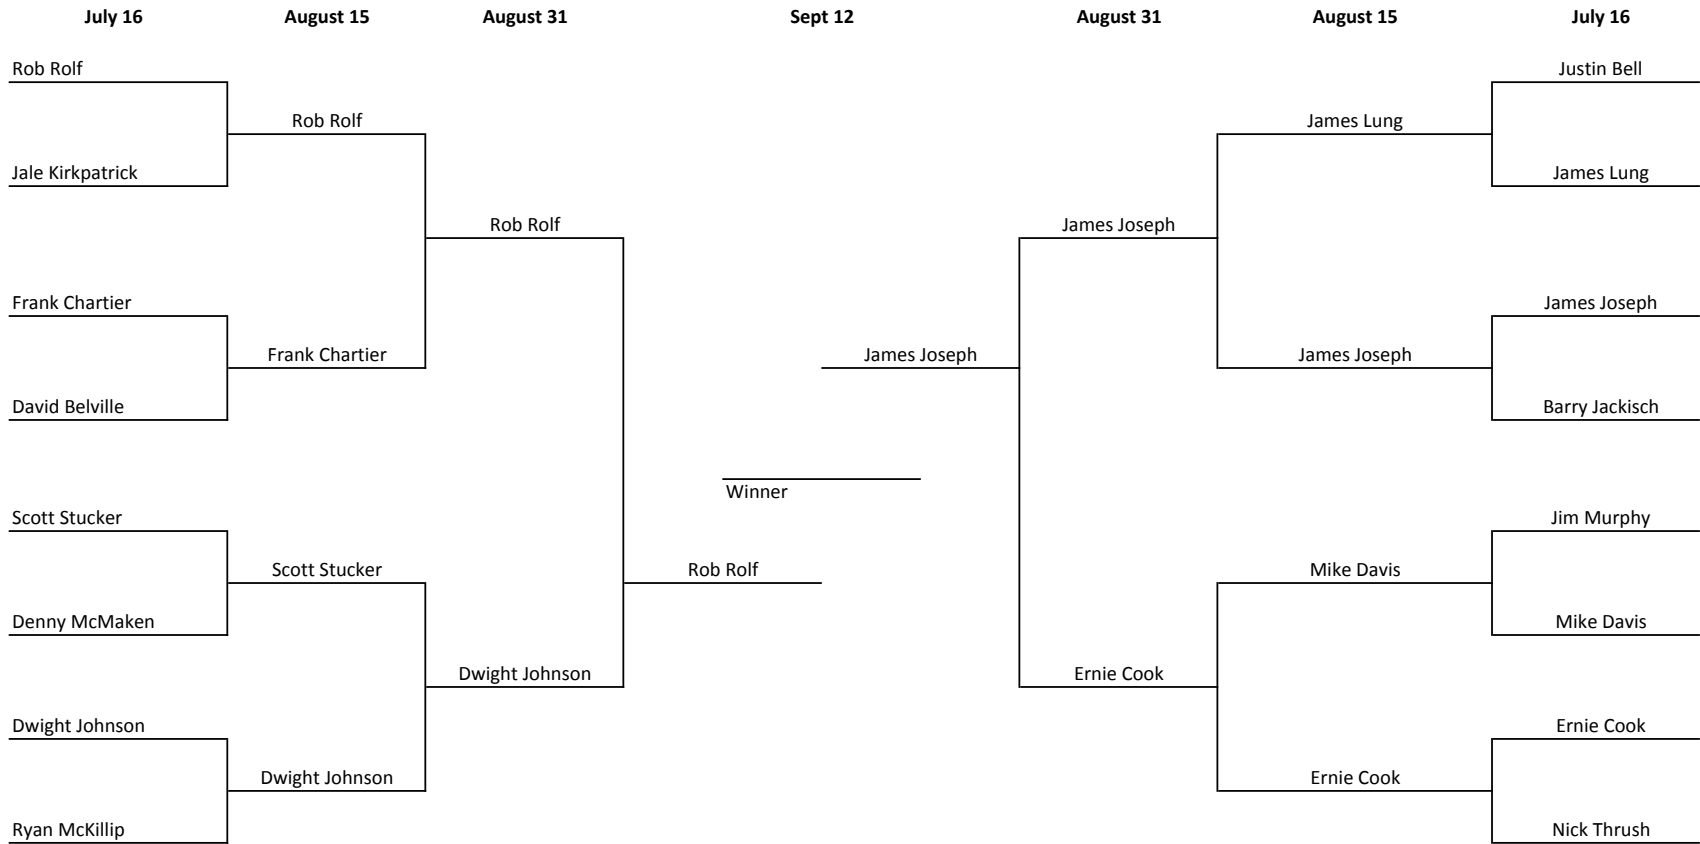 July 16 August 15 August 31 Sept 12 August 31 August 15 July 16
Rob Rolf Justin Bell
Rob Rolf James Lung
Jale Kirkpatrick James Lung
Rob Rolf James Joseph
Frank Chartier James Joseph
Frank Chartier James Joseph James Joseph
David Belville Barry Jackisch
Winner
Scott Stucker Jim Murphy
Scott Stucker Rob Rolf Mike Davis
Denny McMaken Mike Davis
Dwight Johnson Ernie Cook
Dwight Johnson Ernie Cook
Dwight Johnson Ernie Cook
Ryan McKillip Nick Thrush